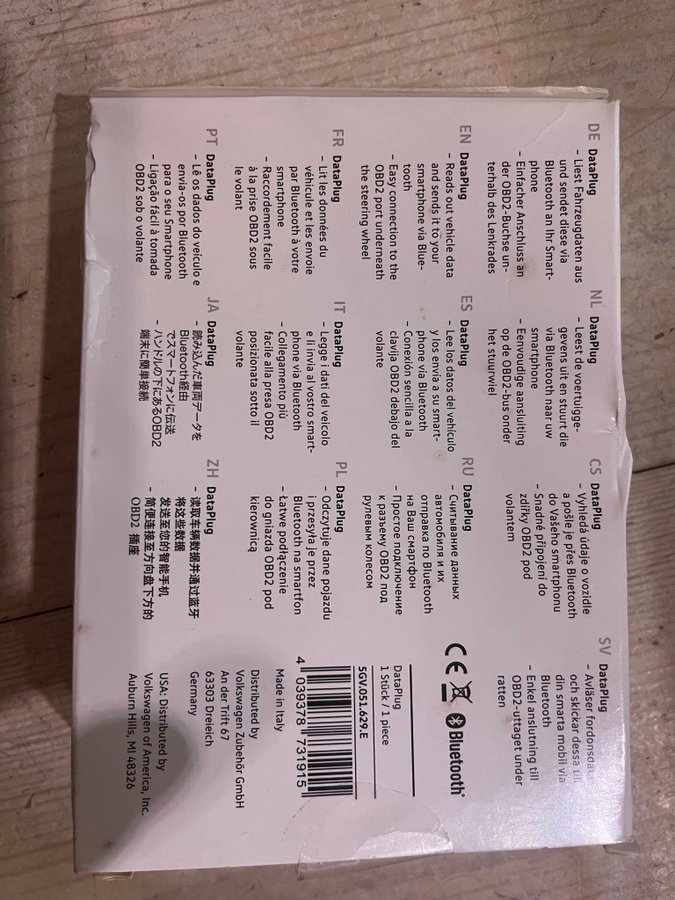 DE DataPlug
– Liest Fahrzeugdaten aus
und sendet diese via
Bluetooth an Ihr Smart-
phone
– Einfacher Anschluss an
der OBD2-Buchse un-
terhalb des Lenkrades
NL DataPlug
– Leest de voertuigge-
gevens uit en stuurt die
via Bluetooth naar uw
smartphone
– Eenvoudige aansluiting
op de OBD2-bus onder
het stuurwiel
CS DataPlug
– Vyhledá údaje o vozidle
a pošle je přes Bluetooth
do Vašeho smartphonu
– Snadné připojení do
zdířky OBD2 pod
volantem
SV DataPlug
– Avläser fordonsdata
och skickar dessa till
din smarta mobil via
Bluetooth
– Enkel anslutning till
OBD2-uttaget under
ratten
EN DataPlug
– Reads out vehicle data
and sends it to your
smartphone via Blue-
tooth
– Easy connection to the
OBD2 port underneath
the steering wheel
ES DataPlug
– Lee los datos del vehículo
y los envía a su smart-
phone via Bluetooth
– Conexión sencilla a la
clavija OBD2 debajo del
volante
RU DataPlug
– Считывание данных
автомобиля и их
отправка по Bluetooth
на Ваш смартфон
– Простое подключение
к разъему OBD2 под
рулевым колесом
CE Bluetooth®
FR DataPlug
– Lit les données du
véhicule et les envoie
par Bluetooth à votre
smartphone
– Raccordement facile
à la prise OBD2 sous
le volant
IT DataPlug
– Legge i dati del veicolo
e li invia al vostro smart-
phone via Bluetooth
– Collegamento più
facile alla presa OBD2
posizionata sotto il
volante
PL DataPlug
– Odczytuje dane pojazdu
i przesyła je przez
Bluetooth na smartfon
– Łatwe podłączenie
do gniazda OBD2 pod
kierownicą
DataPlug
1 Stück / 1 piece
5GV.051.629.E
4 039378 731915
PT DataPlug
– Lê os dados do veículo e
envia-os por Bluetooth
para o seu Smartphone
– Ligação fácil à tomada
OBD2 sob o volante
JA DataPlug
– 読み込んだ車両データを
Bluetooth経由
でスマートフォンに伝送
– ハンドルの下にあるOBD2
端末に簡単接続
ZH DataPlug
– 读取车辆数据并通过蓝牙
将这些数据
发送至您的智能手机
– 简便连接至方向盘下方的
OBD2 插座
Made in Italy
Distributed by
Volkswagen Zubehör GmbH
An der Trift 67
63303 Dreieich
Germany
USA: Distributed by
Volkswagen of America, Inc.
Auburn Hills, MI 48326